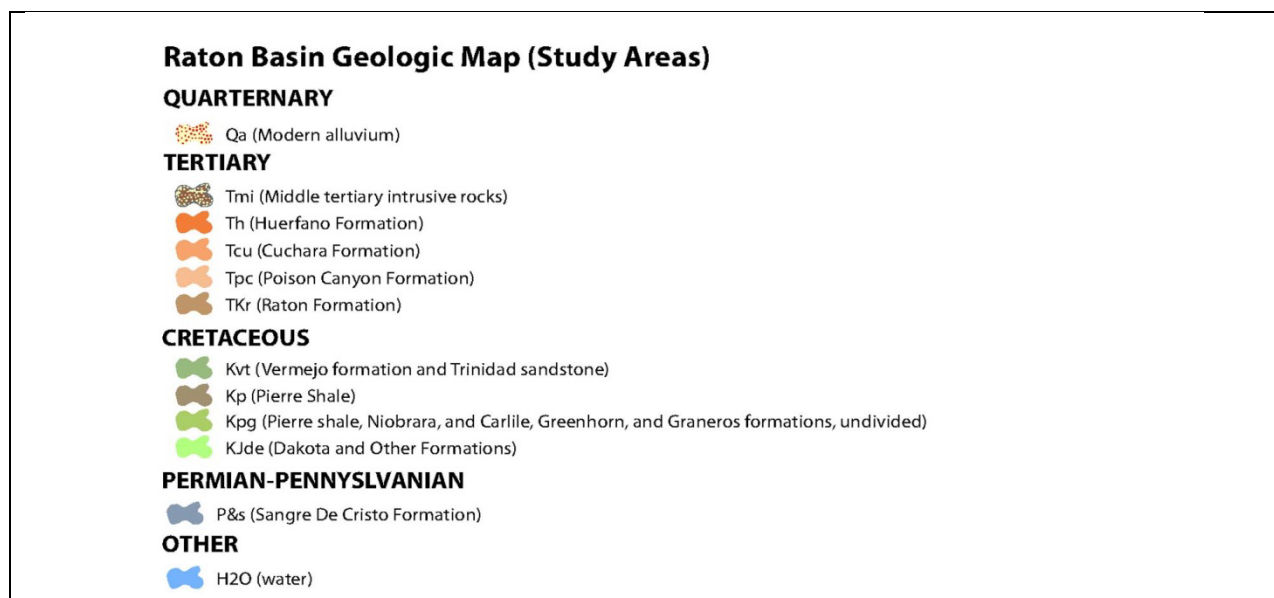 Raton Basin Geologic Map (Study Areas)
QUARTERNARY
Qa (Modern alluvium)
TERTIARY
Tmi (Middle tertiary intrusive rocks)
Th (Huerfano Formation)
Tcu (Cuchara Formation)
Tpc (Poison Canyon Formation)
TKr (Raton Formation)
CRETACEOUS
Kvt (Vermejo formation and Trinidad sandstone)
Kp (Pierre Shale)
Kpg (Pierre shale, Niobrara, and Carlile, Greenhorn, and Graneros formations, undivided)
KJde (Dakota and Other Formations)
PERMIAN-PENNYSLVANIAN
P&s (Sangre De Cristo Formation)
OTHER
H2O (water)